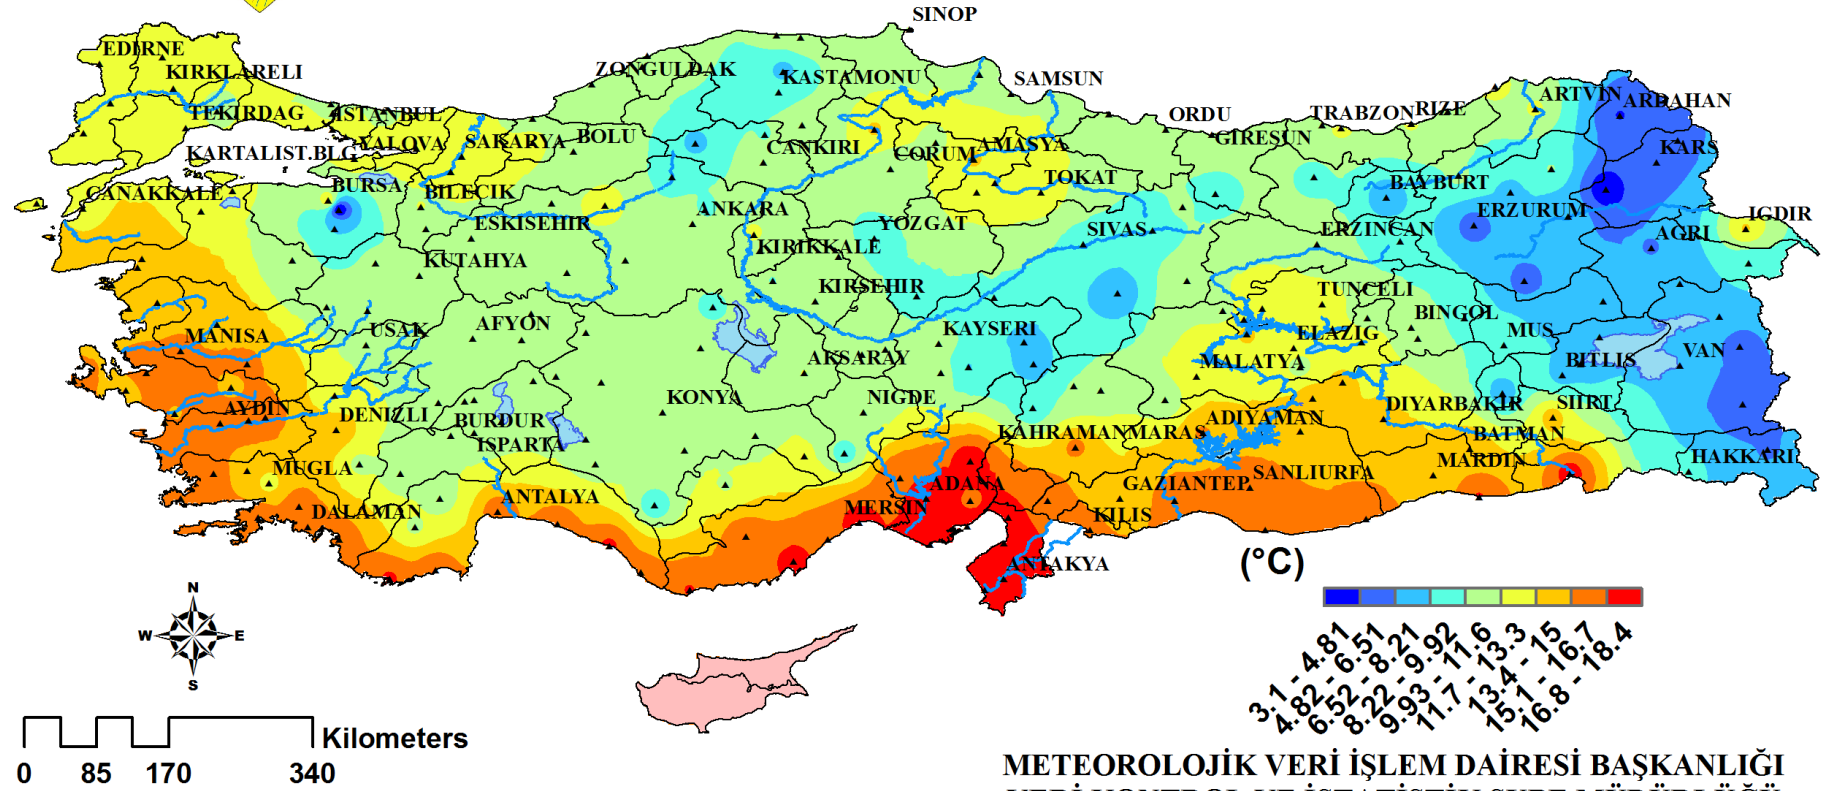 SINOP
EDIRNE
KIRKLARELI
ZONGULDAK
KASTAMONU
SAMSUN
ARTVIN
ARDAHAN
TEKIRDAG
ISTANBUL
ORDU
TRABZON
RIZE
YALOVA
SAKARYA
BOLU
CANKIRI
CORUM
AMASYA
GIRESUN
KARS
KARTALIST.BLG
CANAKKALE
BURSA
BILECIK
TOKAT
BAYBURT
ESKISEHIR
ANKARA
YOZGAT
SIVAS
ERZINCAN
ERZURUM
IGDIR
KIRIKKALE
AGRI
KUTAHYA
KIRSEHIR
TUNCELI
MANISA
USAK
AFYON
KAYSERI
ELAZIG
BINGOL
MUS
AKSARAY
MALATYA
BITLIS
VAN
AYDIN
DENIZLI
BURDUR
KONYA
NIGDE
ADIYAMAN
DIYARBAKIR
SIIRT
ISPARTA
KAHRAMANMARAS
BATMAN
MUGLA
ANTALYA
ADANA
GAZIANTEP
SANLIURFA
MARDIN
HAKKARI
DALAMAN
MERSIN
KILIS
ANTAKYA
(°C)
3.1 - 4.81
4.82 - 6.51
6.52 - 8.21
8.22 - 9.92
9.93 - 11.6
11.7 - 13.3
13.4 - 15
15.1 - 16.7
16.8 - 18.4
N
W
E
S
Kilometers
0 85 170 340
METEOROLOJİK VERİ İŞLEM DAİRESİ BAŞKANLIĞI